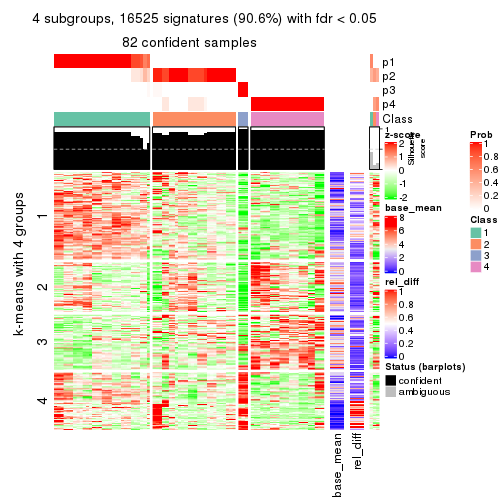 4 subgroups, 16525 signatures (90.6%) with fdr < 0.05
82 confident samples
p1
p2
p3
p4
Class
1
Silhouette
score
k-means with 4 groups
1
2
3
4
base_mean
rel_diff
z-score
2
1
0
-1
-2
base_mean
8
6
4
2
0
rel_diff
1
0.8
0.6
0.4
0.2
0
Status (barplots)
confident
ambiguous
Prob
1
0.8
0.6
0.4
0.2
0
Class
1
2
3
4